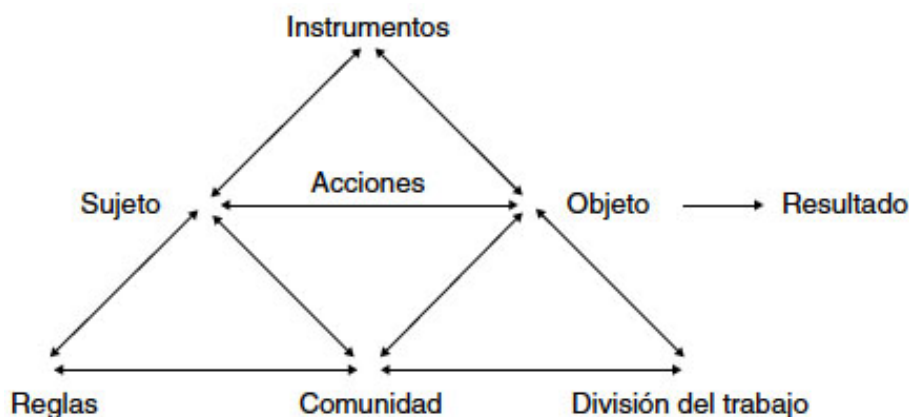 Instrumentos
Acciones
Sujeto
Objeto
Resultado
Reglas
Comunidad
División del trabajo